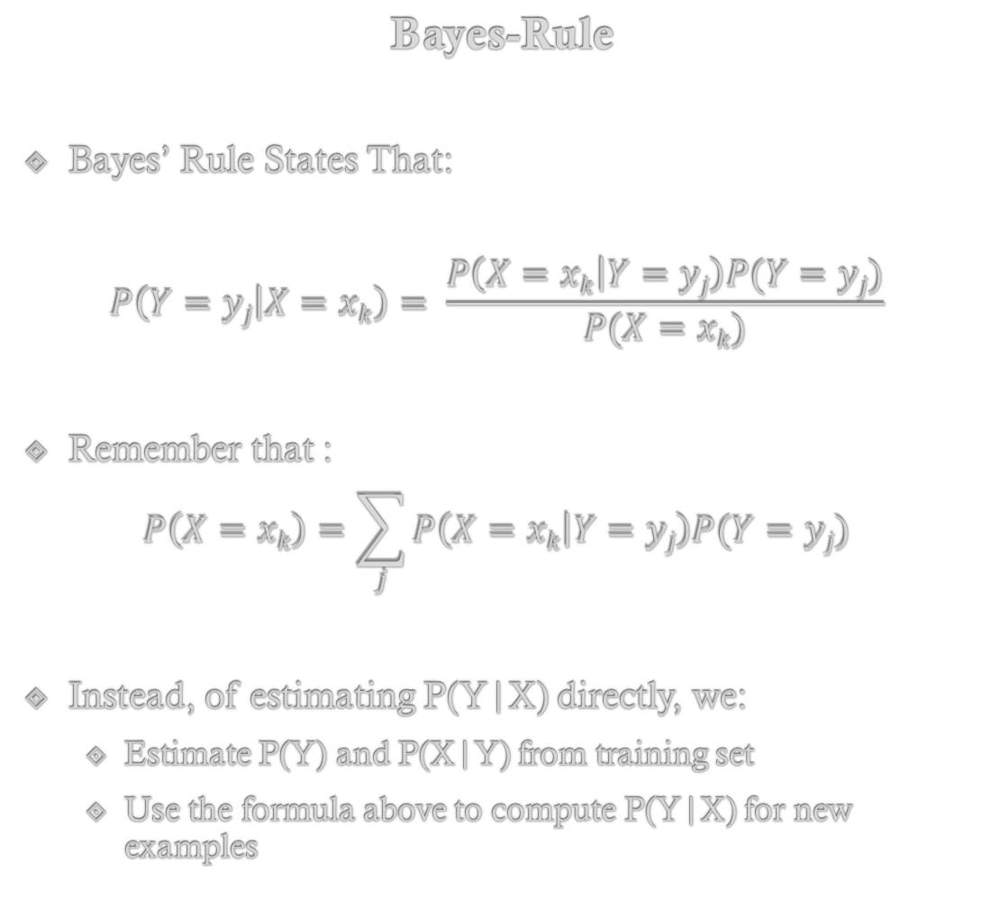 Bayes-Rule
Bayes’ Rule States That:
P(Y = y_j|X = x_k) = \frac{P(X = x_k|Y = y_j)P(Y = y_j)}{P(X = x_k)}
Remember that :
P(X = x_k) = \sum_j P(X = x_k|Y = y_j)P(Y = y_j)
Instead, of estimating P(Y|X) directly, we:
Estimate P(Y) and P(X|Y) from training set
Use the formula above to compute P(Y|X) for new
examples